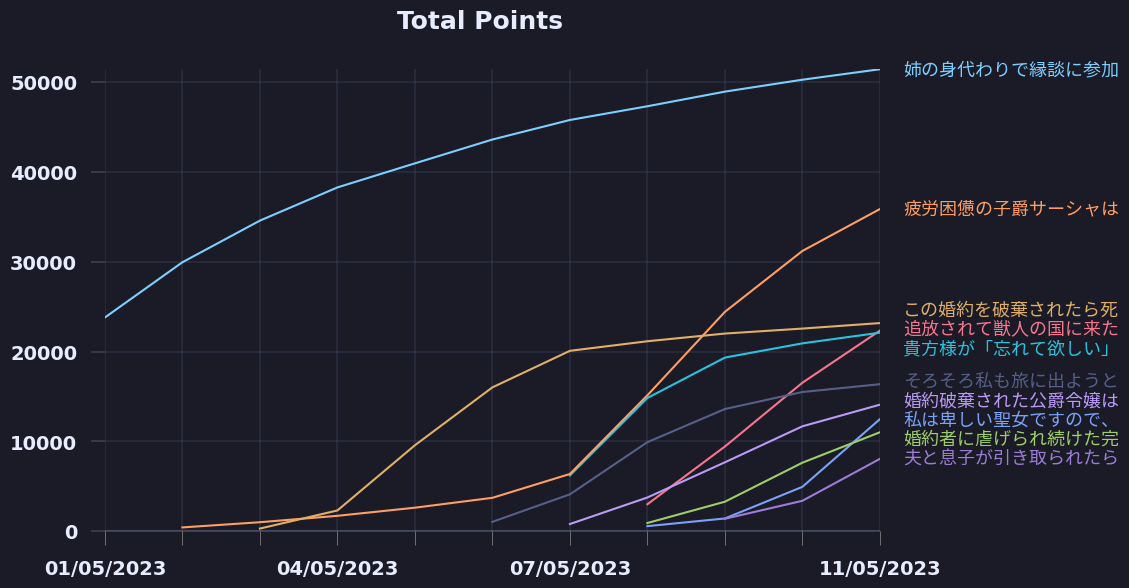 Total Points
50000
40000
30000
20000
10000
0
01/05/2023
04/05/2023
07/05/2023
11/05/2023
姉の身代わりで縁談に参加
疲労困憊の子爵サーシャは
この婚約を破棄されたら死
追放されて獣人の国に来た
貴方様が「忘れて欲しい」
そろそろ私も旅に出ようと
婚約破棄された公爵令嬢は
私は卑しい聖女ですので、
婚約者に虐げられ続けた完
夫と息子が引き取られたら